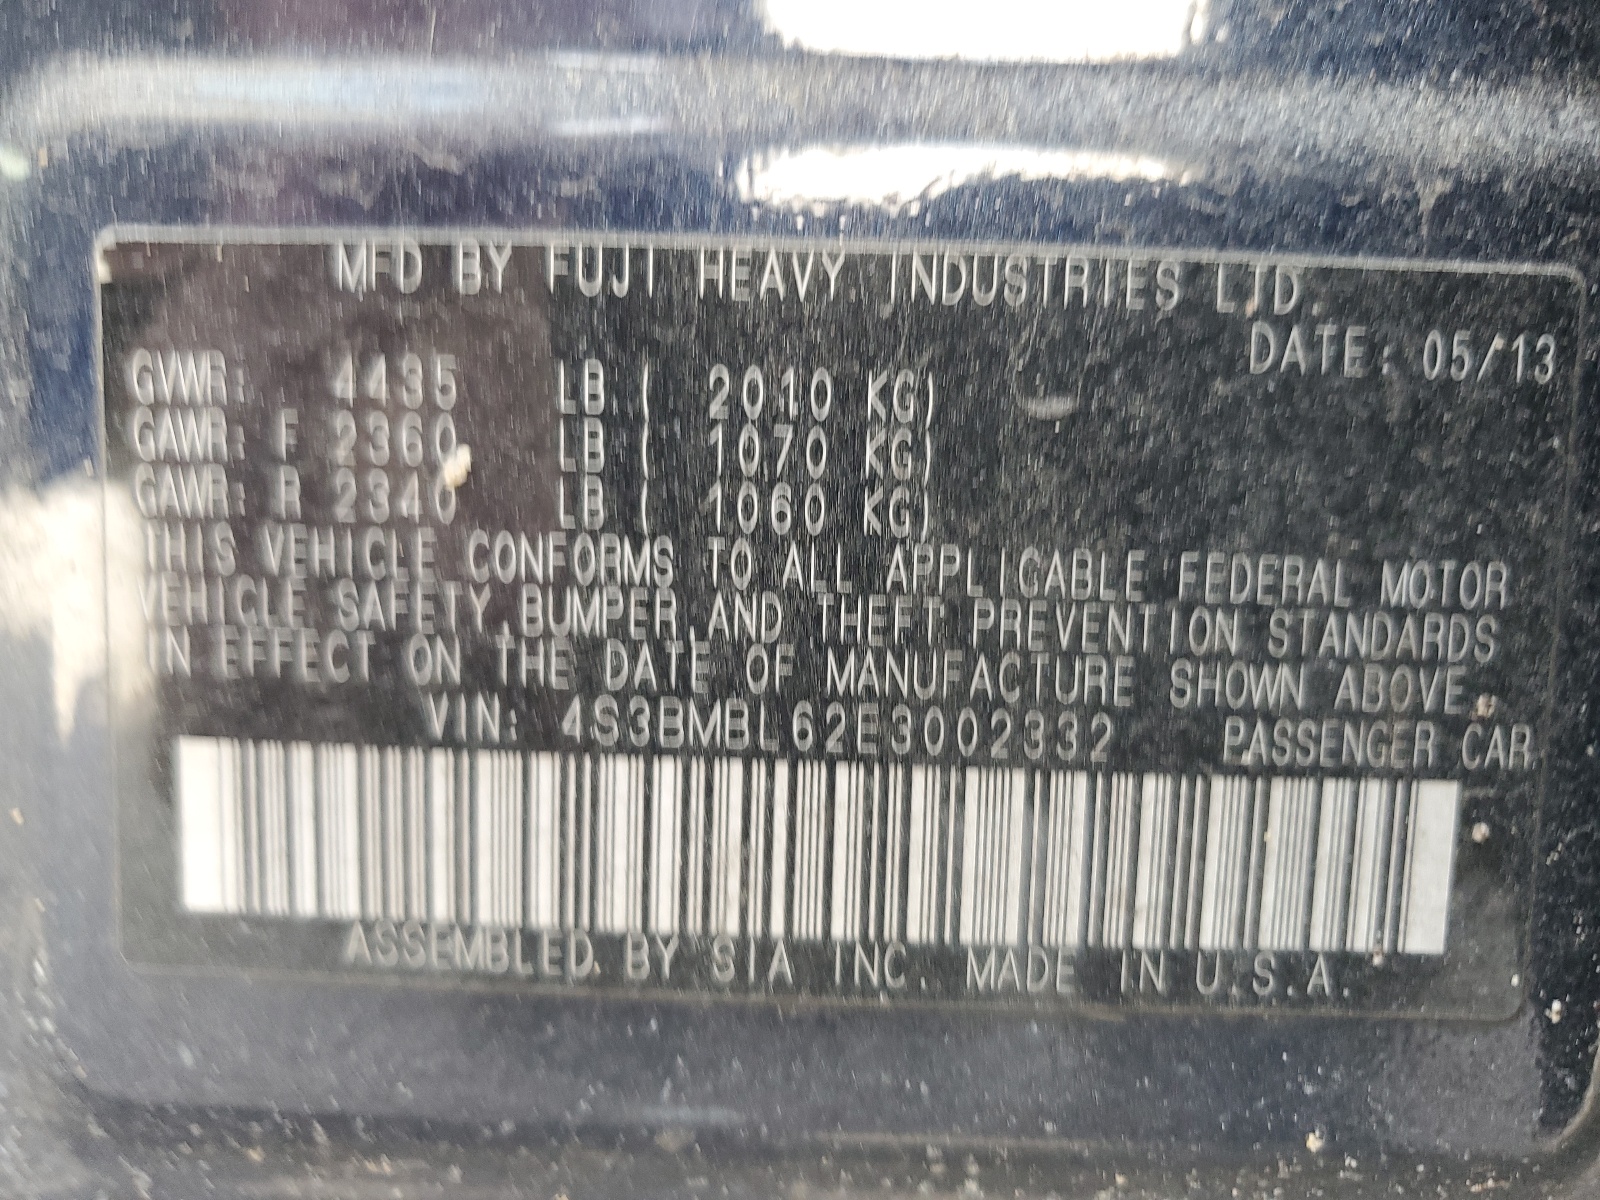 MFD BY FUJI HEAVY INDUSTRIES LTD.
DATE: 05/13
GVWR: 4435 LB ( 2010 KG)
GAWR: F 2360 LB ( 1070 KG)
GAWR: R 2340 LB ( 1060 KG)
THIS VEHICLE CONFORMS TO ALL APPLICABLE FEDERAL MOTOR
VEHICLE SAFETY, BUMPER, AND THEFT PREVENTION STANDARDS
IN EFFECT ON THE DATE OF MANUFACTURE SHOWN ABOVE.
VIN: 4S3BMBL62E3002332 PASSENGER CAR
ASSEMBLED BY SIA INC. MADE IN U.S.A.